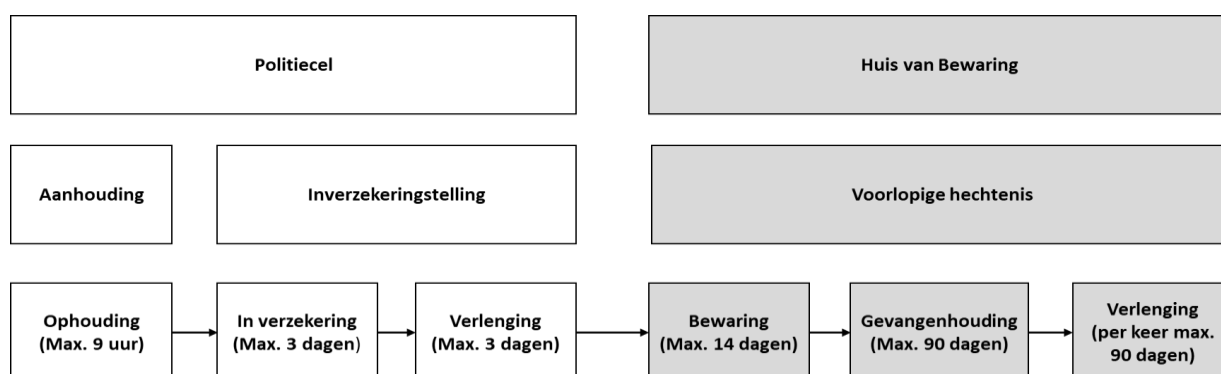 Politiecel
Huis van Bewaring
Aanhouding
Inverzekeringstelling
Voorlopige hechtenis
Ophouding
(Max. 9 uur)
In verzekering
(Max. 3 dagen)
Verlenging
(Max. 3 dagen)
Bewaring
(Max. 14 dagen)
Gevangenhouding
(Max. 90 dagen)
Verlenging
(per keer max.
90 dagen)